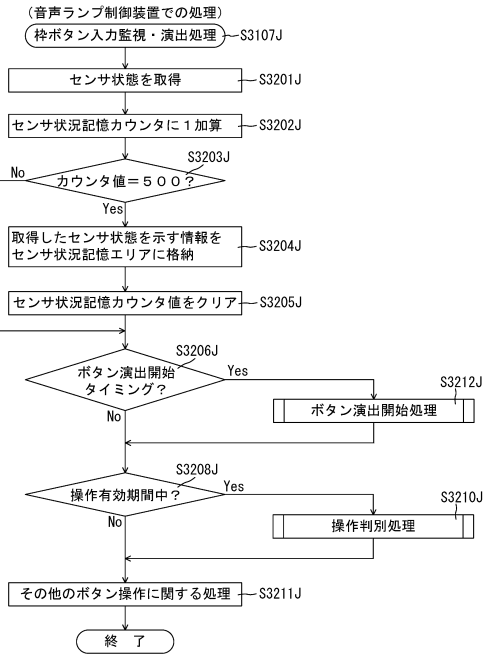 (音声ランプ制御装置での処理)
枠ボタン入力監視・演出処理 S3107J
センサ状態を取得 S3201J
センサ状況記憶カウンタに1加算 S3202J
S3203J
No
カウンタ値=500?
Yes
取得したセンサ状態を示す情報を
センサ状況記憶エリアに格納 S3204J
センサ状況記憶カウンタ値をクリア S3205J
S3206J
ボタン演出開始
タイミング?
Yes
No
S3212J
ボタン演出開始処理
S3208J
操作有効期間中?
Yes
No
S3210J
操作判別処理
その他のボタン操作に関する処理 S3211J
終 了